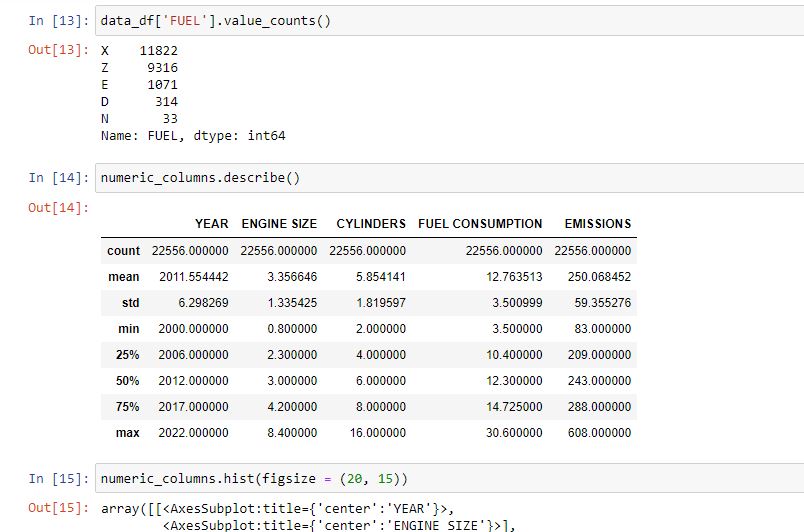 In [13]: data_df['FUEL'].value_counts()
Out[13]: X 11822
Z 9316
E 1071
D 314
N 33
Name: FUEL, dtype: int64
In [14]: numeric_columns.describe()
Out[14]:
YEAR ENGINE SIZE CYLINDERS FUEL CONSUMPTION EMISSIONS
count 22556.000000 22556.000000 22556.000000 22556.000000 22556.000000
mean 2011.554442 3.356646 5.854141 12.763513 250.068452
std 6.298269 1.335425 1.819597 3.500999 59.355276
min 2000.000000 0.800000 2.000000 3.500000 83.000000
25% 2006.000000 2.300000 4.000000 10.400000 209.000000
50% 2012.000000 3.000000 6.000000 12.300000 243.000000
75% 2017.000000 4.200000 8.000000 14.725000 288.000000
max 2022.000000 8.400000 16.000000 30.600000 608.000000
In [15]: numeric_columns.hist(figsize = (20, 15))
Out[15]: array([[<AxesSubplot:title={'center':'YEAR'}>,
<AxesSubplot:title={'center':'ENGINE SIZE'}>],